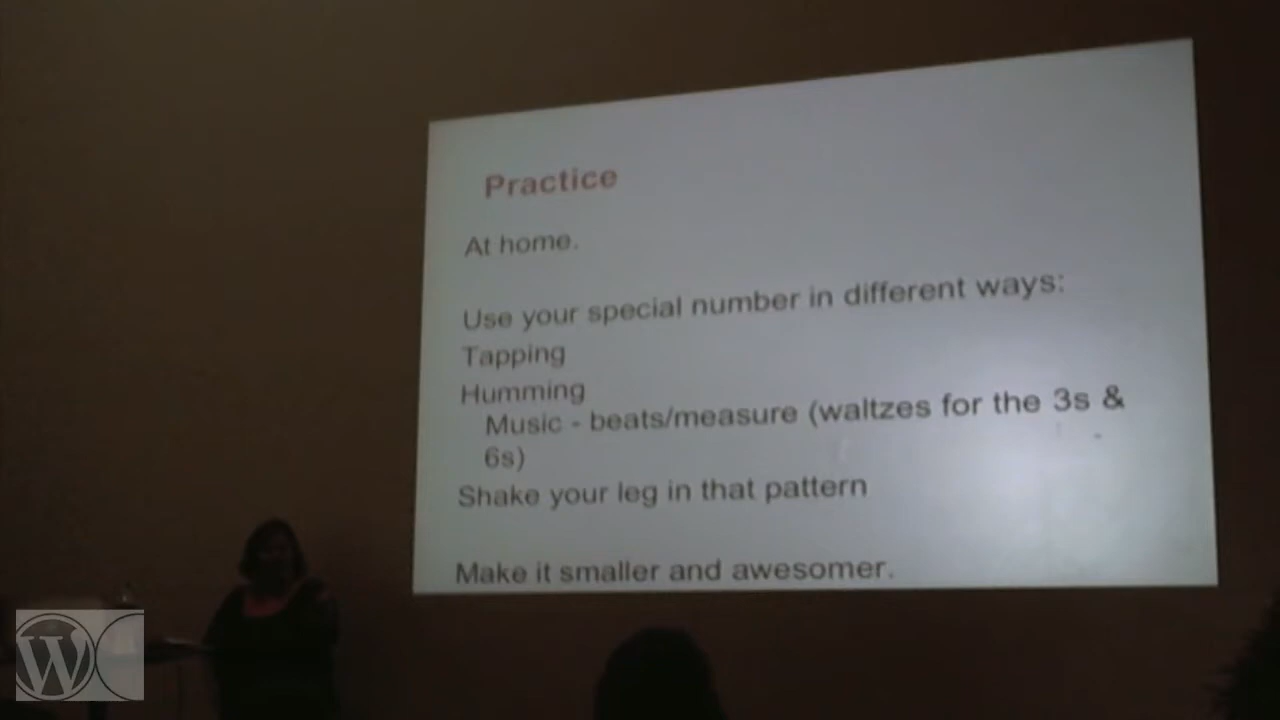 Practice
At home.
Use your special number in different ways:
Tapping
Humming
Music - beats/measure (waltzes for the 3s &
6s)
Shake your leg in that pattern
Make it smaller and awesomer.
W C